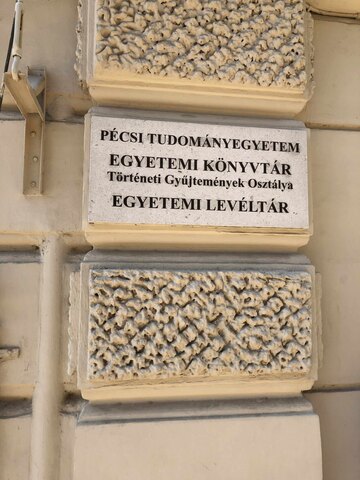 PÉCSI TUDOMÁNYEGYETEM
EGYETEMI KÖNYVTÁR
Történeti Gyűjtemények Osztálya
EGYETEMI LEVÉLTÁR